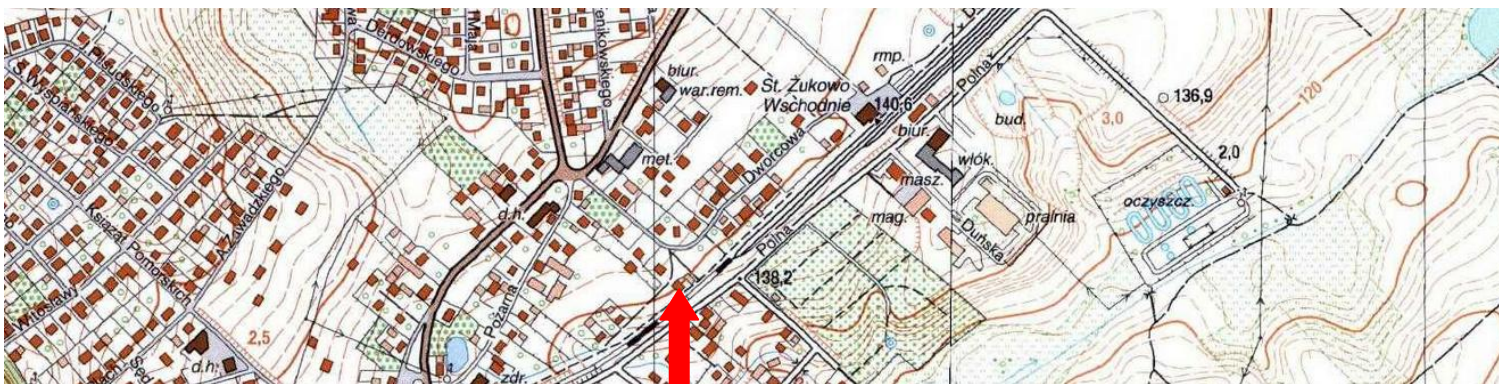 Derdowskiego
Maja
Piłsudskiego
S. Wyspiańskiego
biur.
war.rem.
rmp.
St. Żukowo
Wschodnie
140,6
Polna
136,9
120
3,0
bud.
biur.
włók.
met.
Dworcowa
masz.
2,0
oczyszcz.
A. Zawadzkiego
Książąt Pomorskich
d.h.
mag.
pralnia
Duńska
Polna
138,2
Witosławy
Pożarna
2,5
d.h.
zdr.